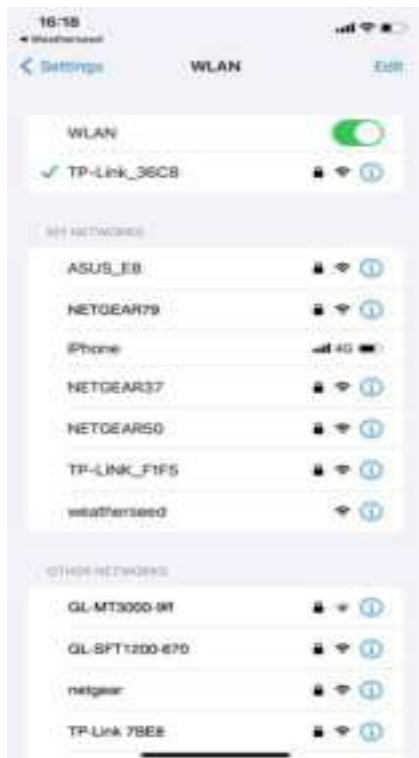 16:18
Weatherseed
Settings WLAN Edit
WLAN
TP-Link_36C8
MY NETWORKS
ASUS_E8
NETGEAR79
iPhone 4G
NETGEAR37
NETGEAR50
TP-LINK_F1F5
weatherseed
OTHER NETWORKS
GL-MT3000-9ff
GL-SFT1200-670
netgear
TP-Link 7BE8